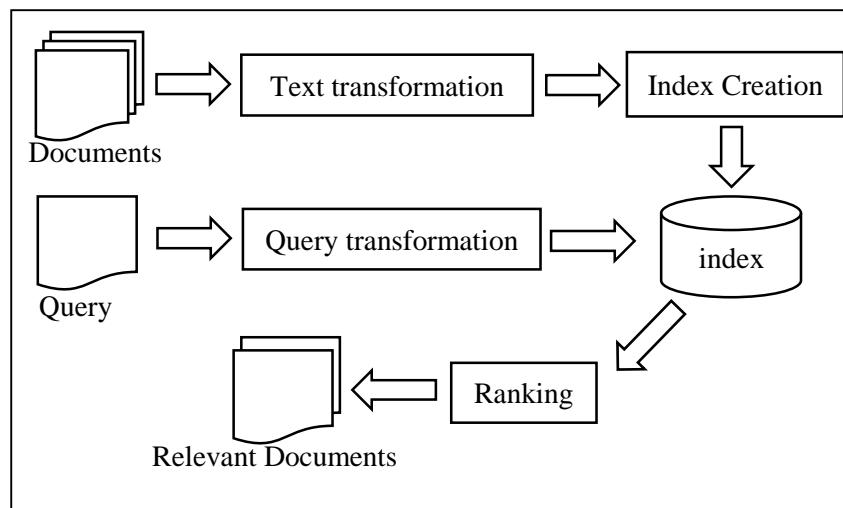 Text transformation
Index Creation
Documents
Query transformation
index
Query
Ranking
Relevant Documents